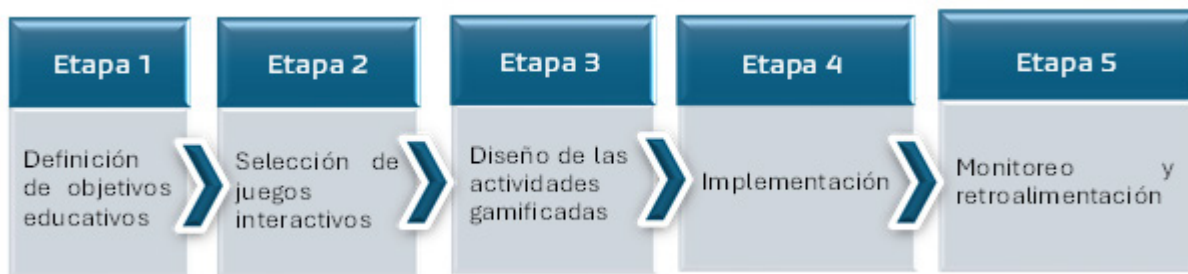 Etapa 1
Definición
de objetivos
educativos
Etapa 2
Selección de
juegos
interactivos
Etapa 3
Diseño de las
actividades
gamificadas
Etapa 4
Implementación
Etapa 5
Monitoreo y
retroalimentación